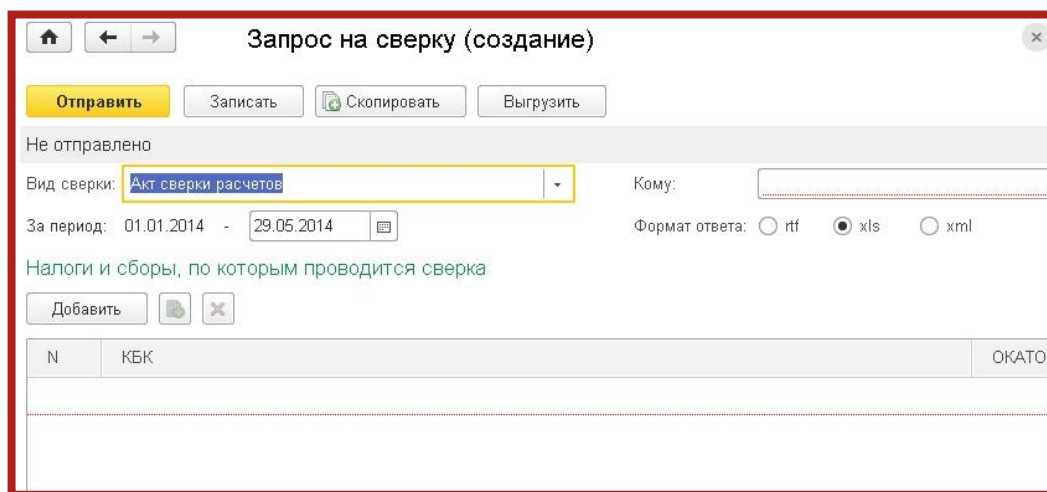 Запрос на сверку (создание)
Отправить Записать Скопировать Выгрузить
Не отправлено
Вид сверки: Акт сверки расчетов Кому:
За период: 01.01.2014 - 29.05.2014 Формат ответа: rtf xls xml
Налоги и сборы, по которым проводится сверка
Добавить
N КБК ОКАТО